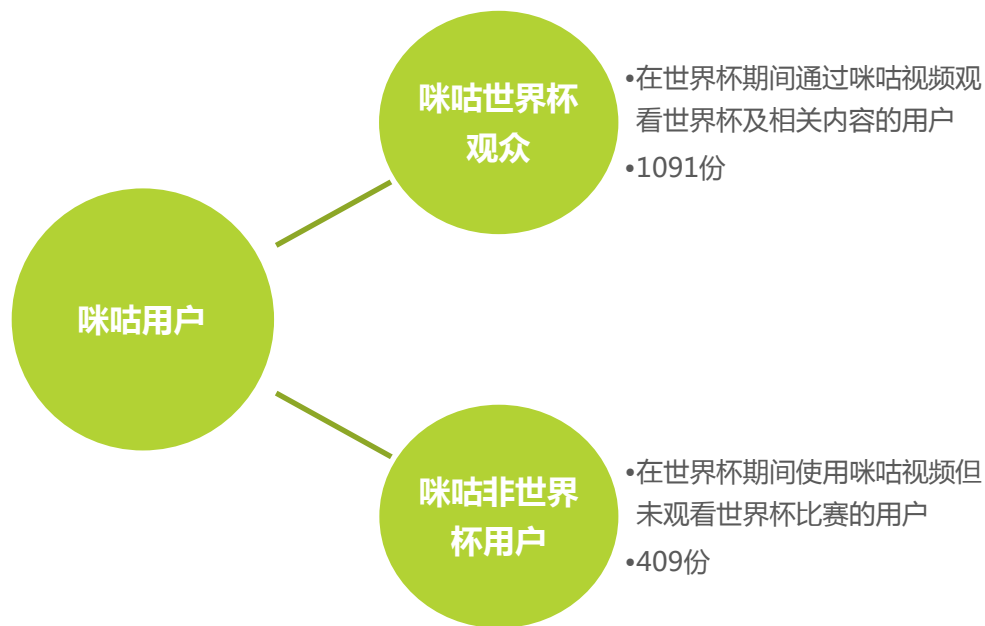 咪咕世界杯
观众
•在世界杯期间通过咪咕视频观
看世界杯及相关内容的用户
•1091份
咪咕用户
咪咕非世界
杯用户
•在世界杯期间使用咪咕视频但
未观看世界杯比赛的用户
•409份